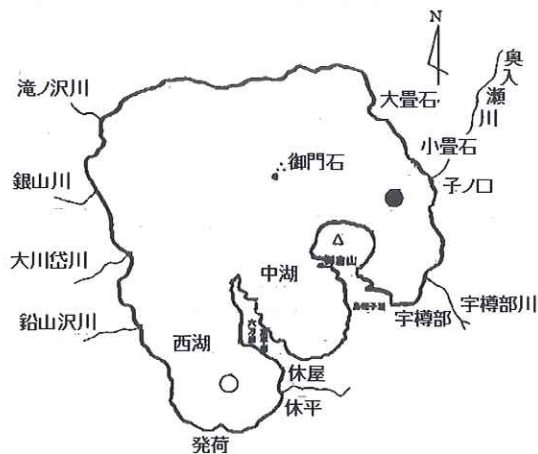 N
奥入瀬川
滝ノ沢川
大畳石
小畳石
御門石
子ノ口
銀山川
御倉山
中湖
大川岱川
宇樽部川
宇樽部
鉛山沢川
西湖
休屋
休平
発荷